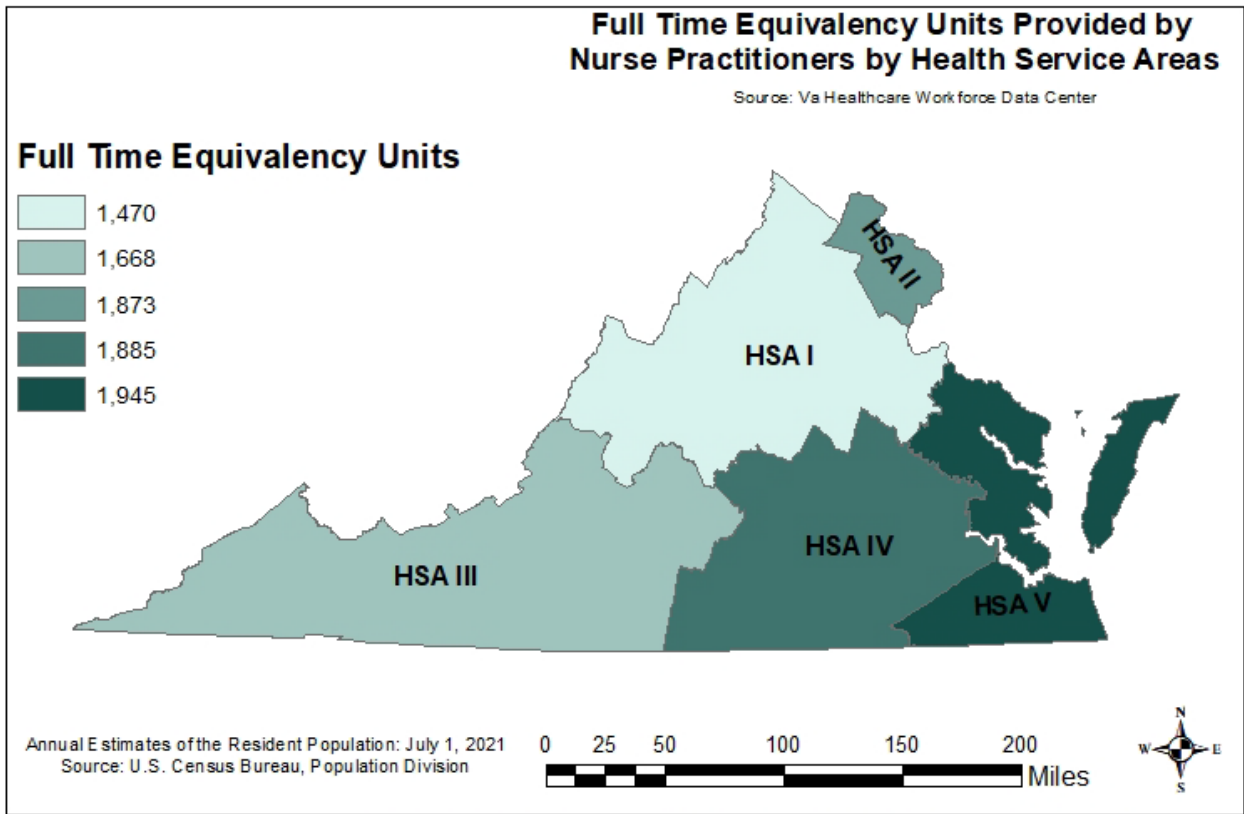 Full Time Equivalency Units Provided by
Nurse Practitioners by Health Service Areas
Source: Va Healthcare Workforce Data Center
Full Time Equivalency Units
1,470
1,668
1,873
1,885
1,945
HSA II
HSA I
HSA IV
HSA III
HSA V
Annual Estimates of the Resident Population: July 1, 2021
Source: U.S. Census Bureau, Population Division
0 25 50 100 150 200
Miles
N
W E
S